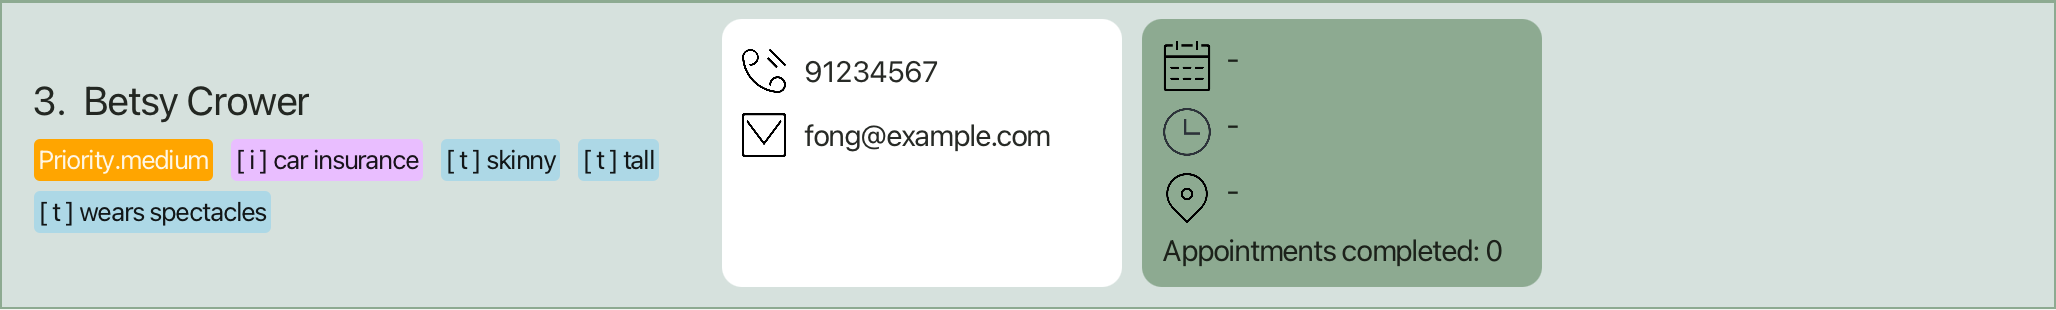 3. Betsy Crower
Priority.medium [ i ] car insurance [ t ] skinny [ t ] tall
[ t ] wears spectacles
91234567
fong@example.com
-
-
-
Appointments completed: 0